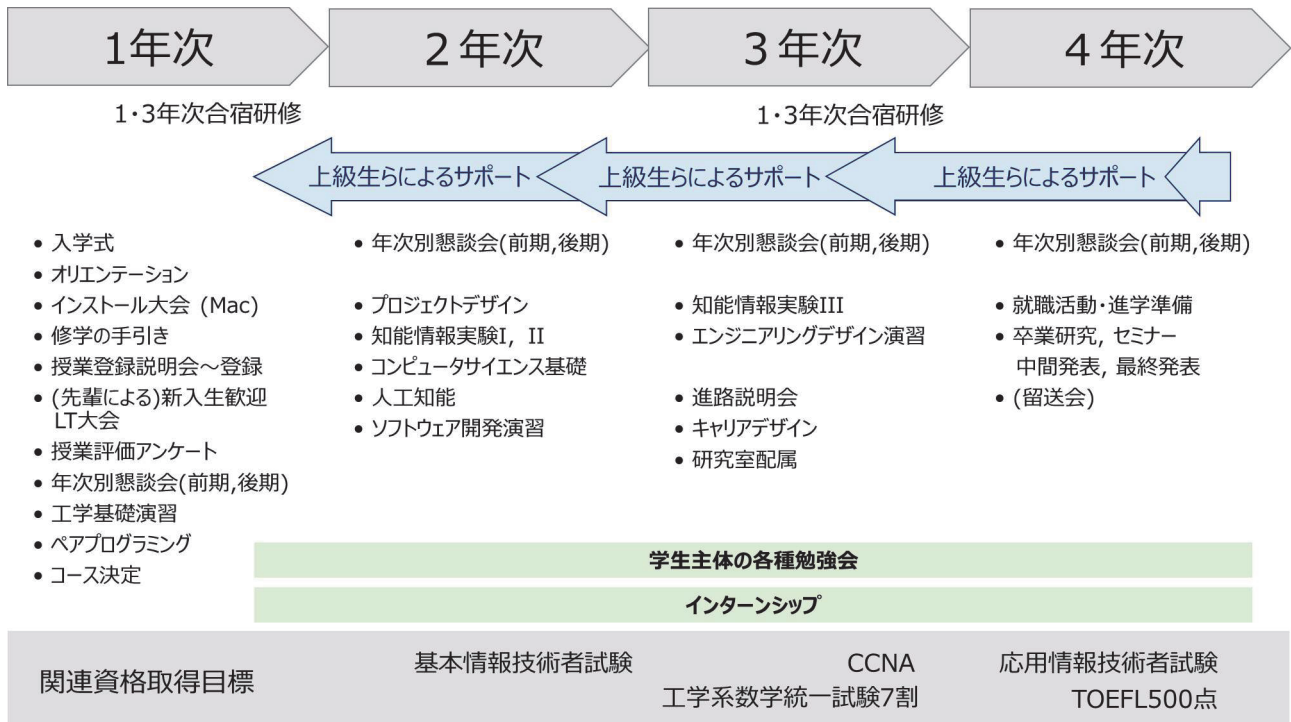 1年次
2年次
3年次
4年次
1・3年次合宿研修
1・3年次合宿研修
上級生らによるサポート
上級生らによるサポート
上級生らによるサポート
• 入学式
• オリエンテーション
• インストール大会 (Mac)
• 修学の手引き
• 授業登録説明会～登録
• (先輩による)新入生歓迎
LT大会
• 授業評価アンケート
• 年次別懇談会(前期,後期)
• 工学基礎演習
• ペアプログラミング
• コース決定
• 年次別懇談会(前期,後期)
• プロジェクトデザイン
• 知能情報実験I, II
• コンピュータサイエンス基礎
• 人工知能
• ソフトウェア開発演習
• 年次別懇談会(前期,後期)
• 知能情報実験III
• エンジニアリングデザイン演習
• 進路説明会
• キャリアデザイン
• 研究室配属
• 年次別懇談会(前期,後期)
• 就職活動・進学準備
• 卒業研究, セミナー
中間発表, 最終発表
• (留送会)
学生主体の各種勉強会
インターンシップ
関連資格取得目標
基本情報技術者試験
CCNA
工学系数学統一試験7割
応用情報技術者試験
TOEFL500点